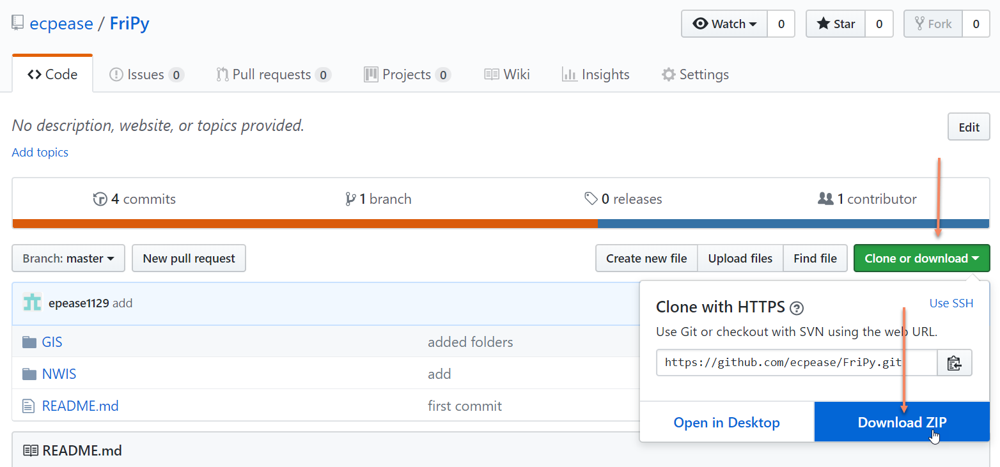 ecpease / FriPy
Watch 0 Star 0 Fork 0
Code Issues 0 Pull requests 0 Projects 0 Wiki Insights Settings
No description, website, or topics provided.
Edit
Add topics
4 commits 1 branch 0 releases 1 contributor
Branch: master New pull request Create new file Upload files Find file Clone or download
epease1129 add
GIS added folders
NWIS add
README.md first commit
README.md
Clone with HTTPS ?
Use SSH
Use Git or checkout with SVN using the web URL.
https://github.com/ecpease/FriPy.git
Open in Desktop Download ZIP